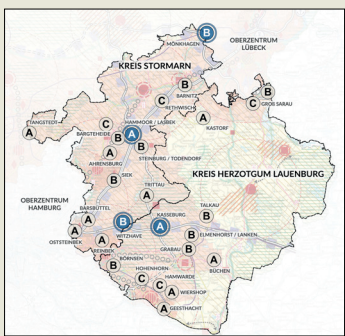 B
MÖNKHAGEN
OBERZENTRUM
LÜBECK
KREIS STORMARN
B
BARNITZ
B
C
GROß SARAU
C
REHWISCH
A
KASTORF
TANGSTEDT
A
C
BARGTEHEIDE
HAMMOOR / LASBEK
A
B
B
STEINBURG / TODENDORF
A
AHRENSBURG
B
SIEK
KREIS HERZOTGUM LAUENBURG
TRITTAU
A
OBERZENTRUM
HAMBURG
BARSBÜTTEL
A
A
OSTSTEINBEK
B
WITZHAVE
KASSEBURG
A
TALKAU
B
A
REINBEK
B
ELMENHORST / LANKEN
GRABAU
B
B
BÖRNSEN
A
BÜCHEN
HOHENHORN
C
HAMWARDE
C
C
A
WIERSHOP
A
GEESTHACHT